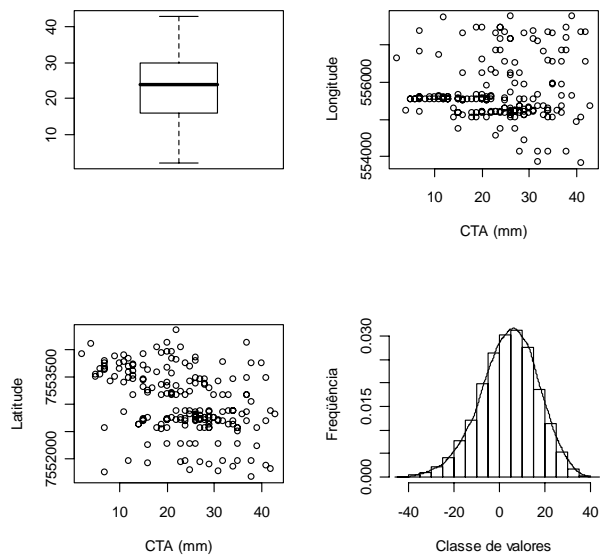 10 20 30 40
554000 556000
Longitude
10 20 30 40
CTA (mm)
7552000 7553500
Latitude
10 20 30 40
CTA (mm)
0.000 0.015 0.030
Freqüência
-40 -20 0 20 40
Classe de valores